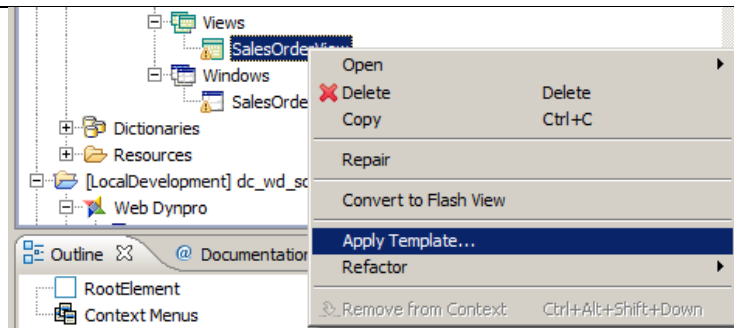 Views
SalesOrderView
Open
Windows
Delete Delete
SalesOrde
Copy Ctrl+C
Dictionaries
Resources
Repair
[LocalDevelopment] dc_wd_so
Convert to Flash View
Web Dynpro
Apply Template...
Outline
@ Documentation
Refactor
RootElement
Context Menus
Remove from Context Ctrl+Alt+Shift+Down